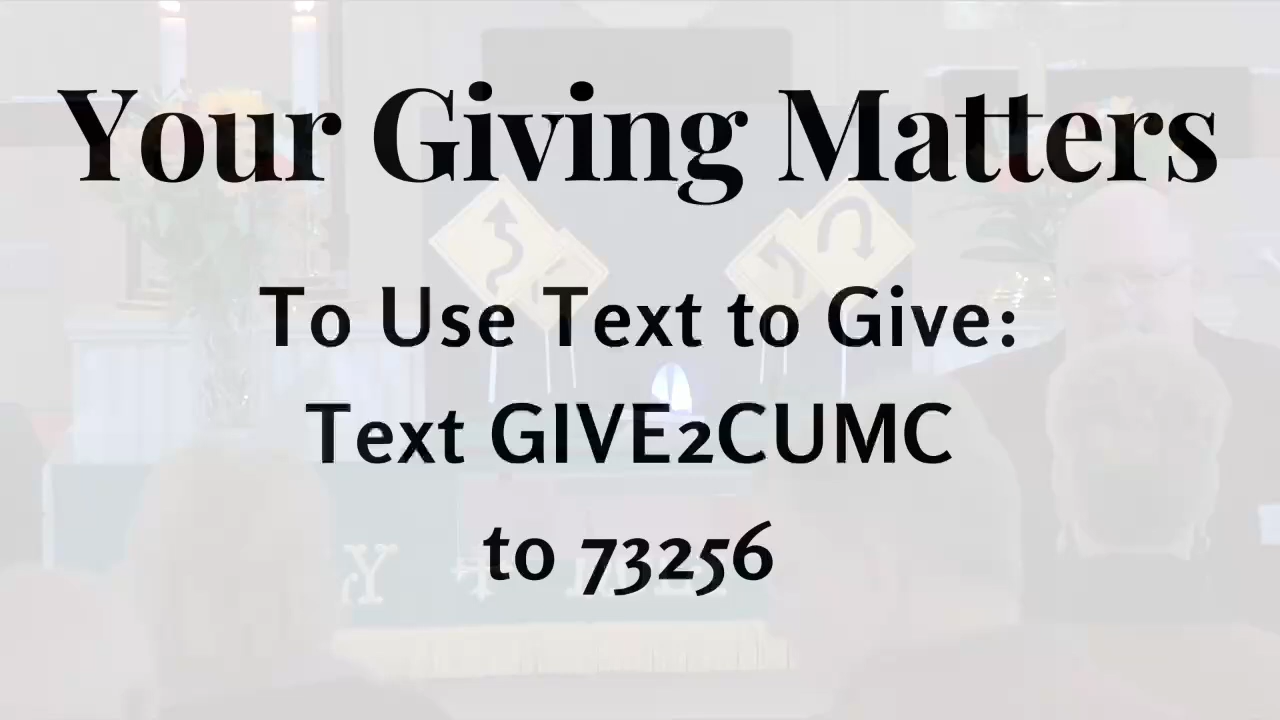 Your Giving Matters
To Use Text to Give:
Text GIVE2CUMC
to 73256